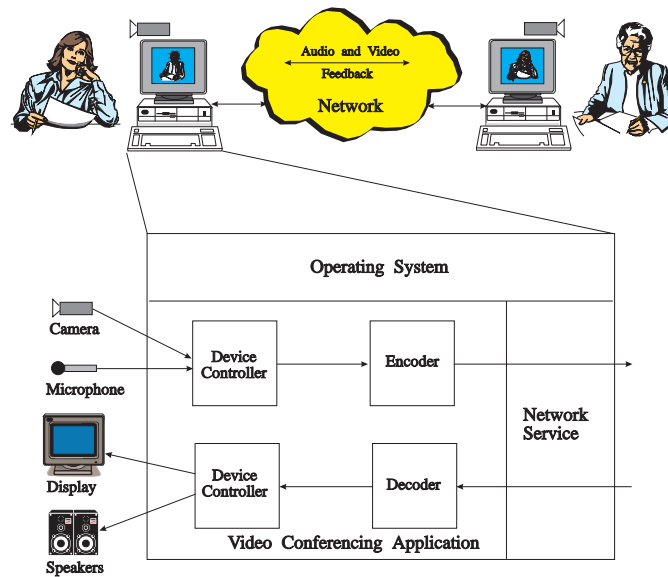 Audio and Video
Feedback
Network
Operating System
Camera
Device
Controller
Encoder
Microphone
Network
Service
Device
Controller
Decoder
Display
Video Conferencing Application
Speakers